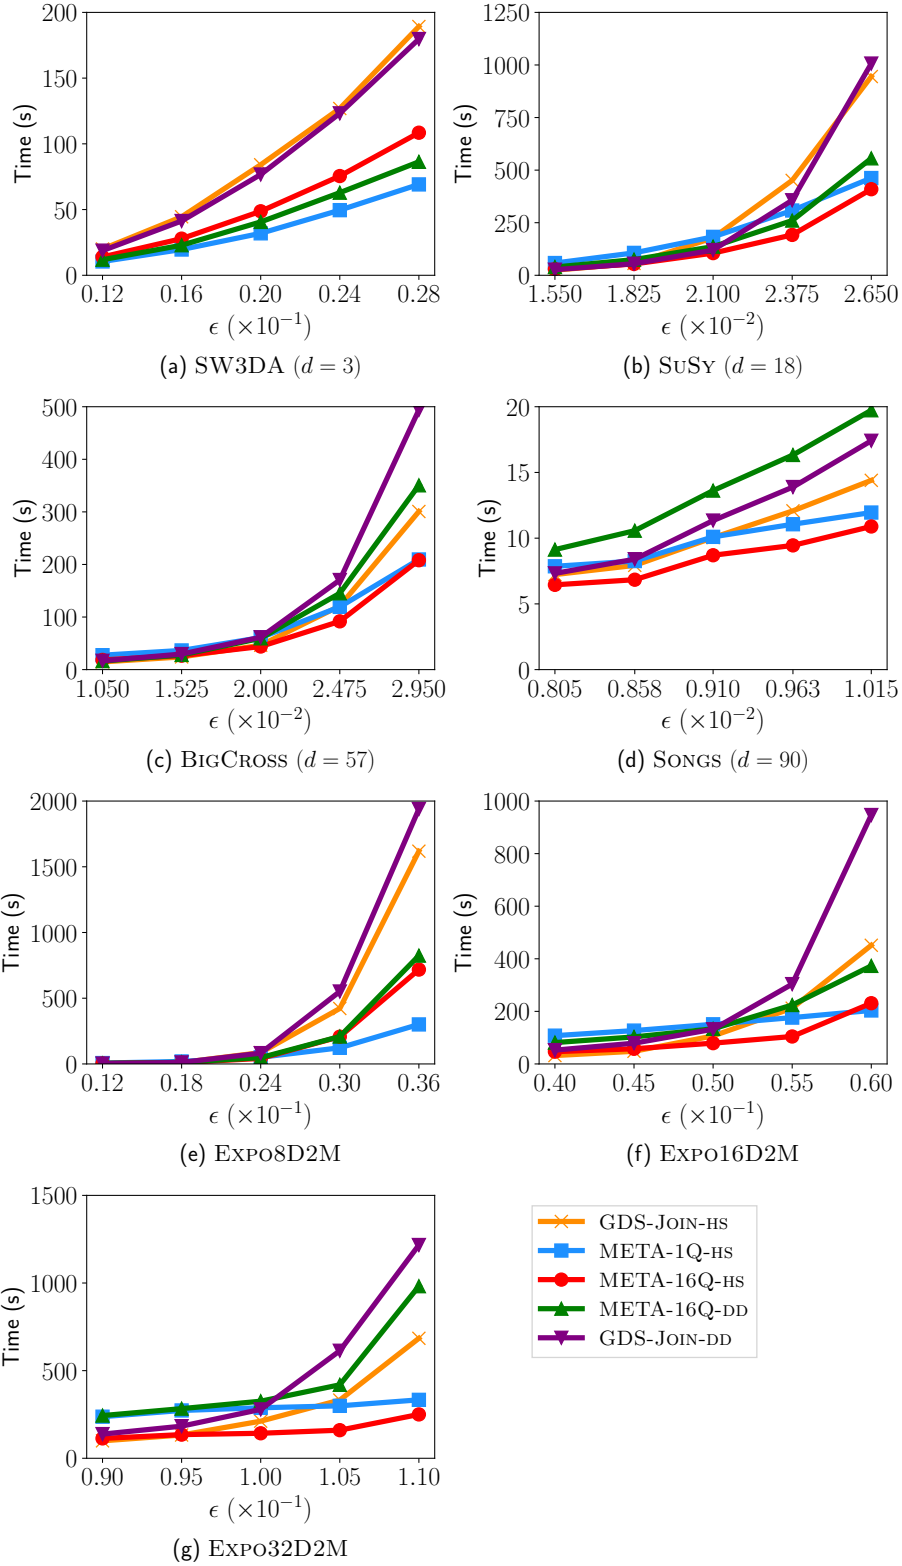 200
150
100
50
0
Time (s)
0.12 0.16 0.20 0.24 0.28
ϵ (×10⁻¹)
(a) SW3DA (d = 3)
1250
1000
750
500
250
0
Time (s)
1.550 1.825 2.100 2.375 2.650
ϵ (×10⁻²)
(b) SuSy (d = 18)
500
400
300
200
100
0
Time (s)
1.050 1.525 2.000 2.475 2.950
ϵ (×10⁻²)
(c) BigCross (d = 57)
20
15
10
5
0
Time (s)
0.805 0.858 0.910 0.963 1.015
ϵ (×10⁻²)
(d) Songs (d = 90)
2000
1500
1000
500
0
Time (s)
0.12 0.18 0.24 0.30 0.36
ϵ (×10⁻¹)
(e) Expo8D2M
1000
800
600
400
200
0
Time (s)
0.40 0.45 0.50 0.55 0.60
ϵ (×10⁻¹)
(f) Expo16D2M
1500
1000
500
0
Time (s)
0.90 0.95 1.00 1.05 1.10
ϵ (×10⁻¹)
(g) Expo32D2M
GDS-Join-hs
META-1Q-hs
META-16Q-hs
META-16Q-dd
GDS-Join-dd